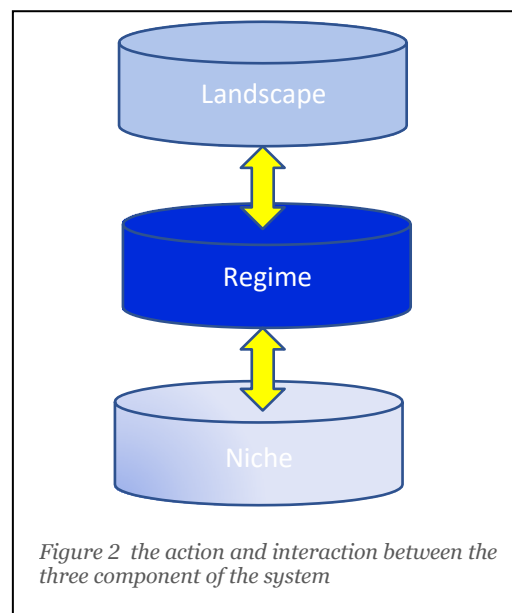 Landscape
Regime
Niche
Figure 2 the action and interaction between the
three component of the system